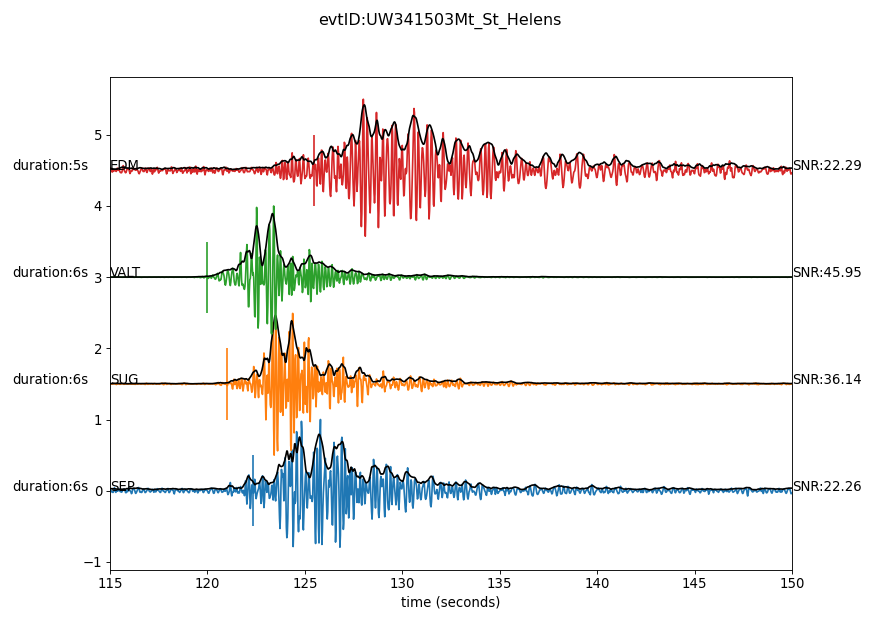 evtID:UW341503Mt_St_Helens
5
duration:5s EDM SNR:22.29
4
duration:6s VALT SNR:45.95
3
2
duration:6s SUG SNR:36.14
1
duration:6s SEP SNR:22.26
0
−1
115 120 125 130 135 140 145 150
time (seconds)